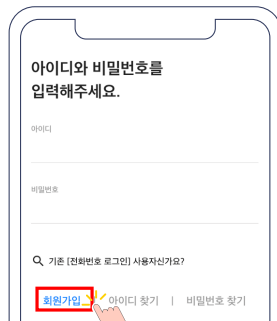 아이디와 비밀번호를
입력해주세요.
아이디
비밀번호
기존 [전화번호 로그인] 사용자신가요?
회원가입 아이디 찾기 | 비밀번호 찾기